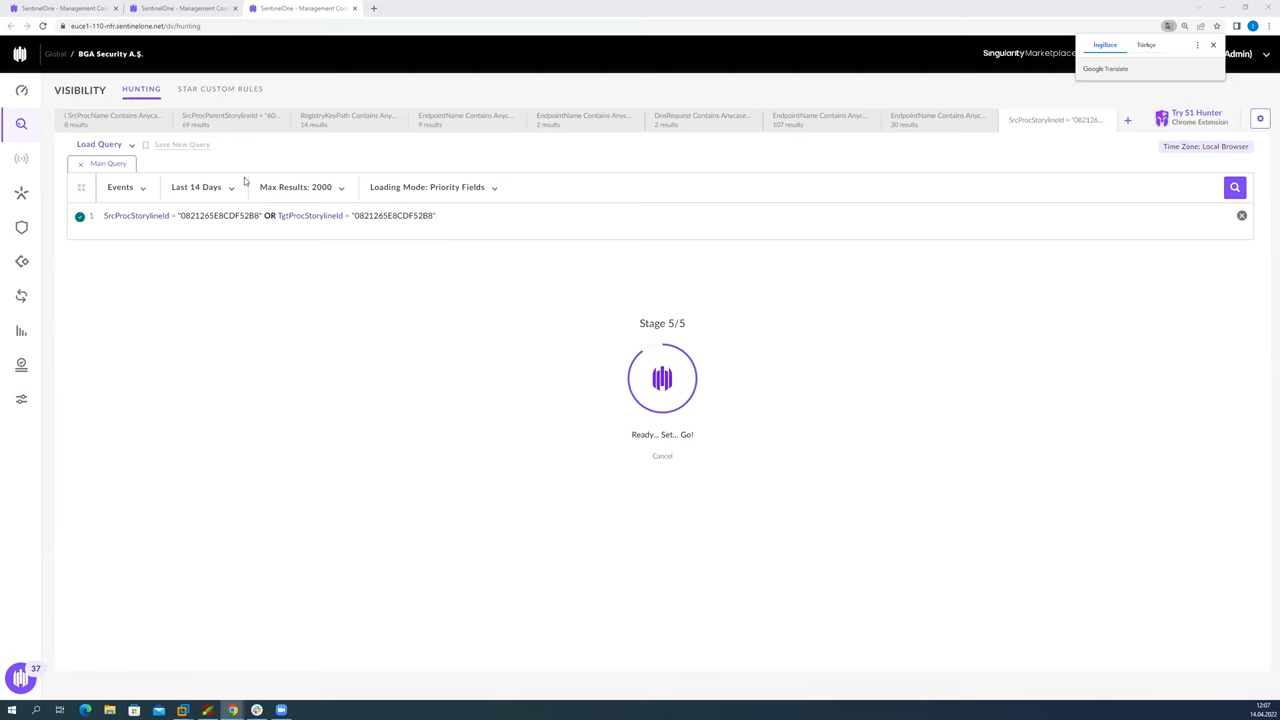 SentinelOne - Management Con
SentinelOne - Management Con
SentinelOne - Management Con
euce1-110-nfr.sentinelone.net/dv/hunting
İngilizce
Türkçe
Google Translate
Global / BGA Security A.Ş.
Singularity Marketplace
Admin)
VISIBILITY
HUNTING
STAR CUSTOM RULES
( SrcProcName Contains Anyca...
8 results
SrcProcParentStorylineId = "60...
69 results
RegistryKeyPath Contains Any...
14 results
EndpointName Contains Anyc...
9 results
EndpointName Contains Anyc...
2 results
DnsRequest Contains Anycase...
2 results
EndpointName Contains Anyc...
107 results
EndpointName Contains Anyc...
30 results
SrcProcStorylineId = "082126...
Try S1 Hunter
Chrome Extension
Load Query
Save New Query
Time Zone: Local Browser
Main Query
Events
Last 14 Days
Max Results: 2000
Loading Mode: Priority Fields
1
SrcProcStorylineId = "0821265E8CDF52B8" OR TgtProcStorylineId = "0821265E8CDF52B8"
Stage 5/5
Ready... Set... Go!
Cancel
37
12:07
14.04.2022